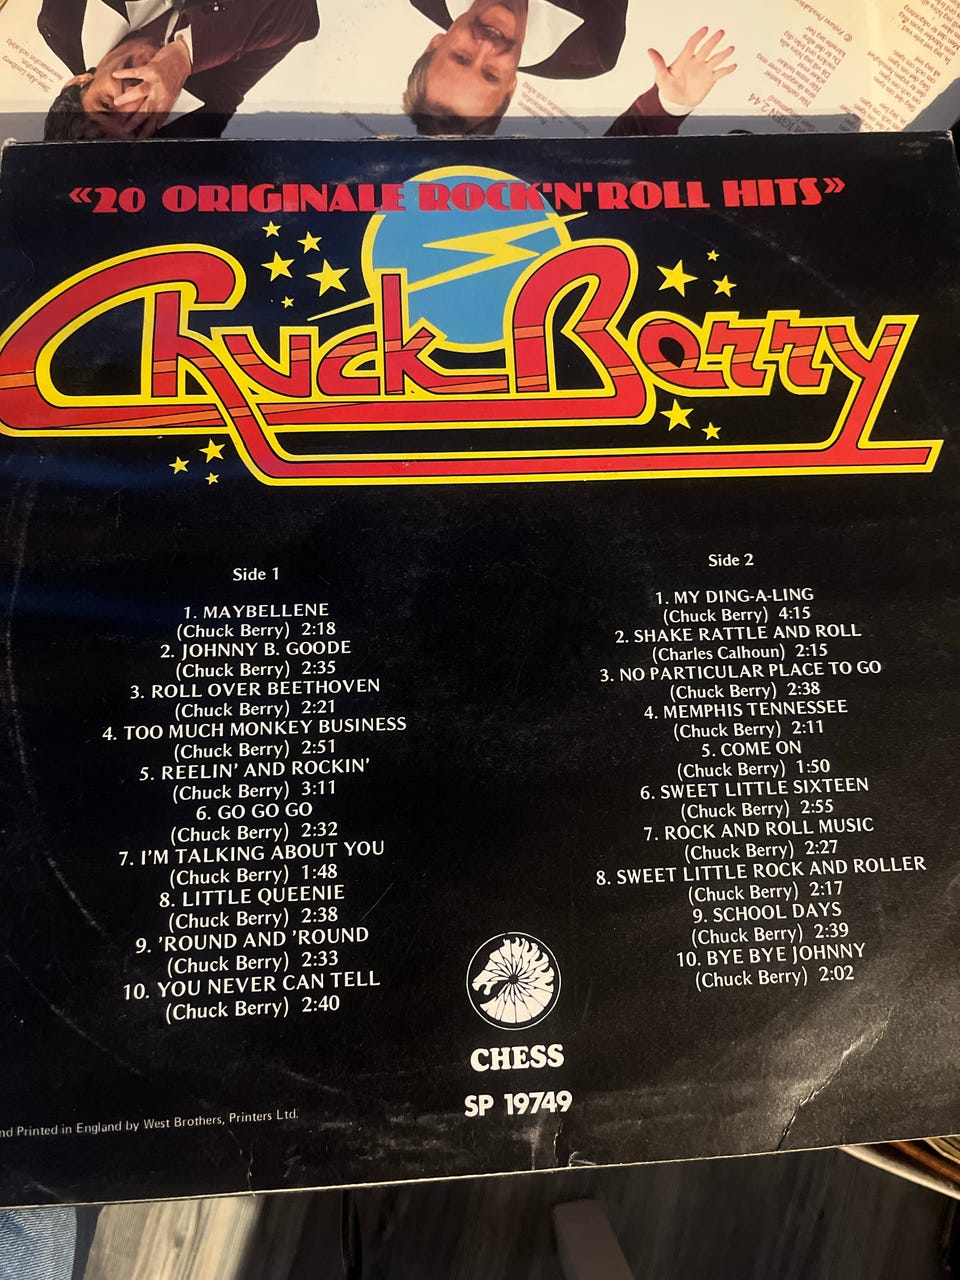 «20 ORIGINALE ROCK'N'ROLL HITS»
Chuck Berry
Side 1
1. MAYBELLENE
(Chuck Berry) 2:18
2. JOHNNY B. GOODE
(Chuck Berry) 2:35
3. ROLL OVER BEETHOVEN
(Chuck Berry) 2:21
4. TOO MUCH MONKEY BUSINESS
(Chuck Berry) 2:51
5. REELIN' AND ROCKIN'
(Chuck Berry) 3:11
6. GO GO GO
(Chuck Berry) 2:32
7. I'M TALKING ABOUT YOU
(Chuck Berry) 1:48
8. LITTLE QUEENIE
(Chuck Berry) 2:38
9. 'ROUND AND 'ROUND
(Chuck Berry) 2:33
10. YOU NEVER CAN TELL
(Chuck Berry) 2:40
Side 2
1. MY DING-A-LING
(Chuck Berry) 4:15
2. SHAKE RATTLE AND ROLL
(Charles Calhoun) 2:15
3. NO PARTICULAR PLACE TO GO
(Chuck Berry) 2:38
4. MEMPHIS TENNESSEE
(Chuck Berry) 2:11
5. COME ON
(Chuck Berry) 1:50
6. SWEET LITTLE SIXTEEN
(Chuck Berry) 2:55
7. ROCK AND ROLL MUSIC
(Chuck Berry) 2:27
8. SWEET LITTLE ROCK AND ROLLER
(Chuck Berry) 2:17
9. SCHOOL DAYS
(Chuck Berry) 2:39
10. BYE BYE JOHNNY
(Chuck Berry) 2:02
CHESS
SP 19749
Printed in England by West Brothers, Printers Ltd.